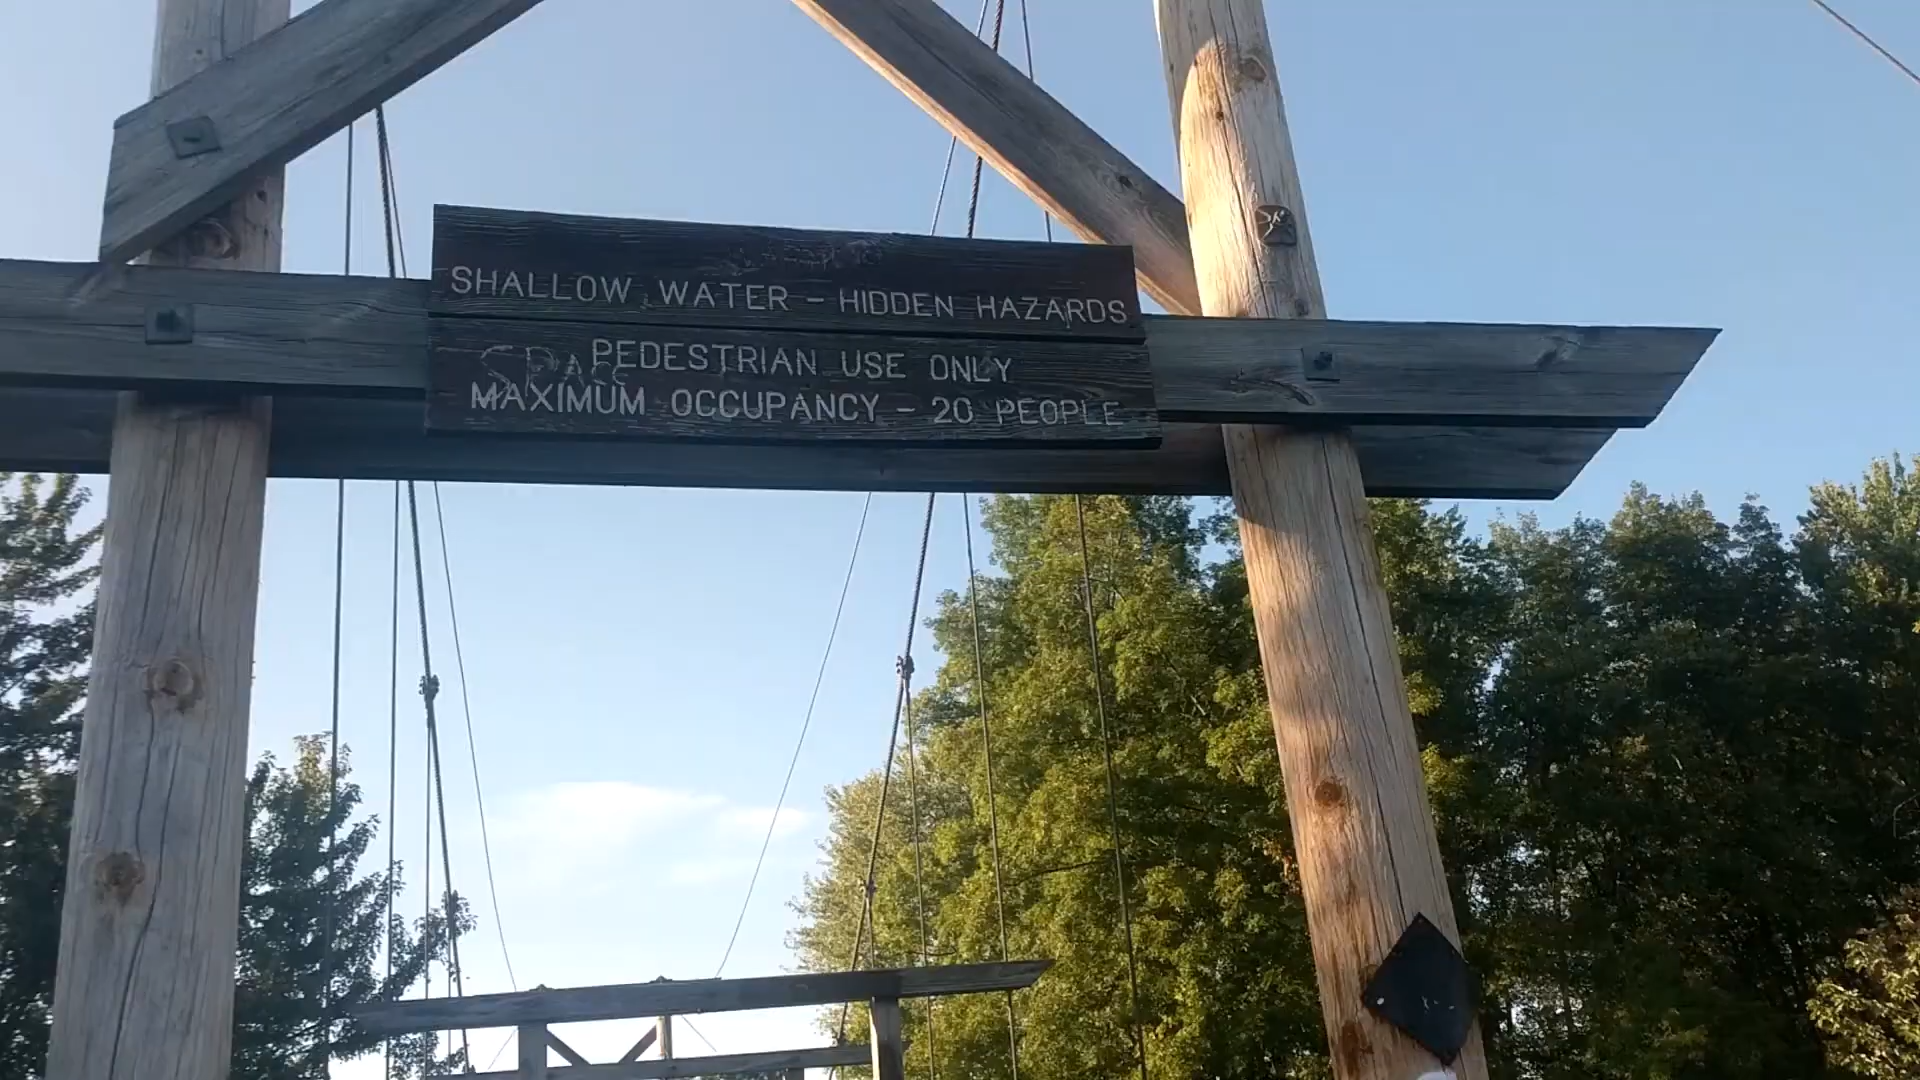 SHALLOW WATER - HIDDEN HAZARDS
PEDESTRIAN USE ONLY
MAXIMUM OCCUPANCY - 20 PEOPLE